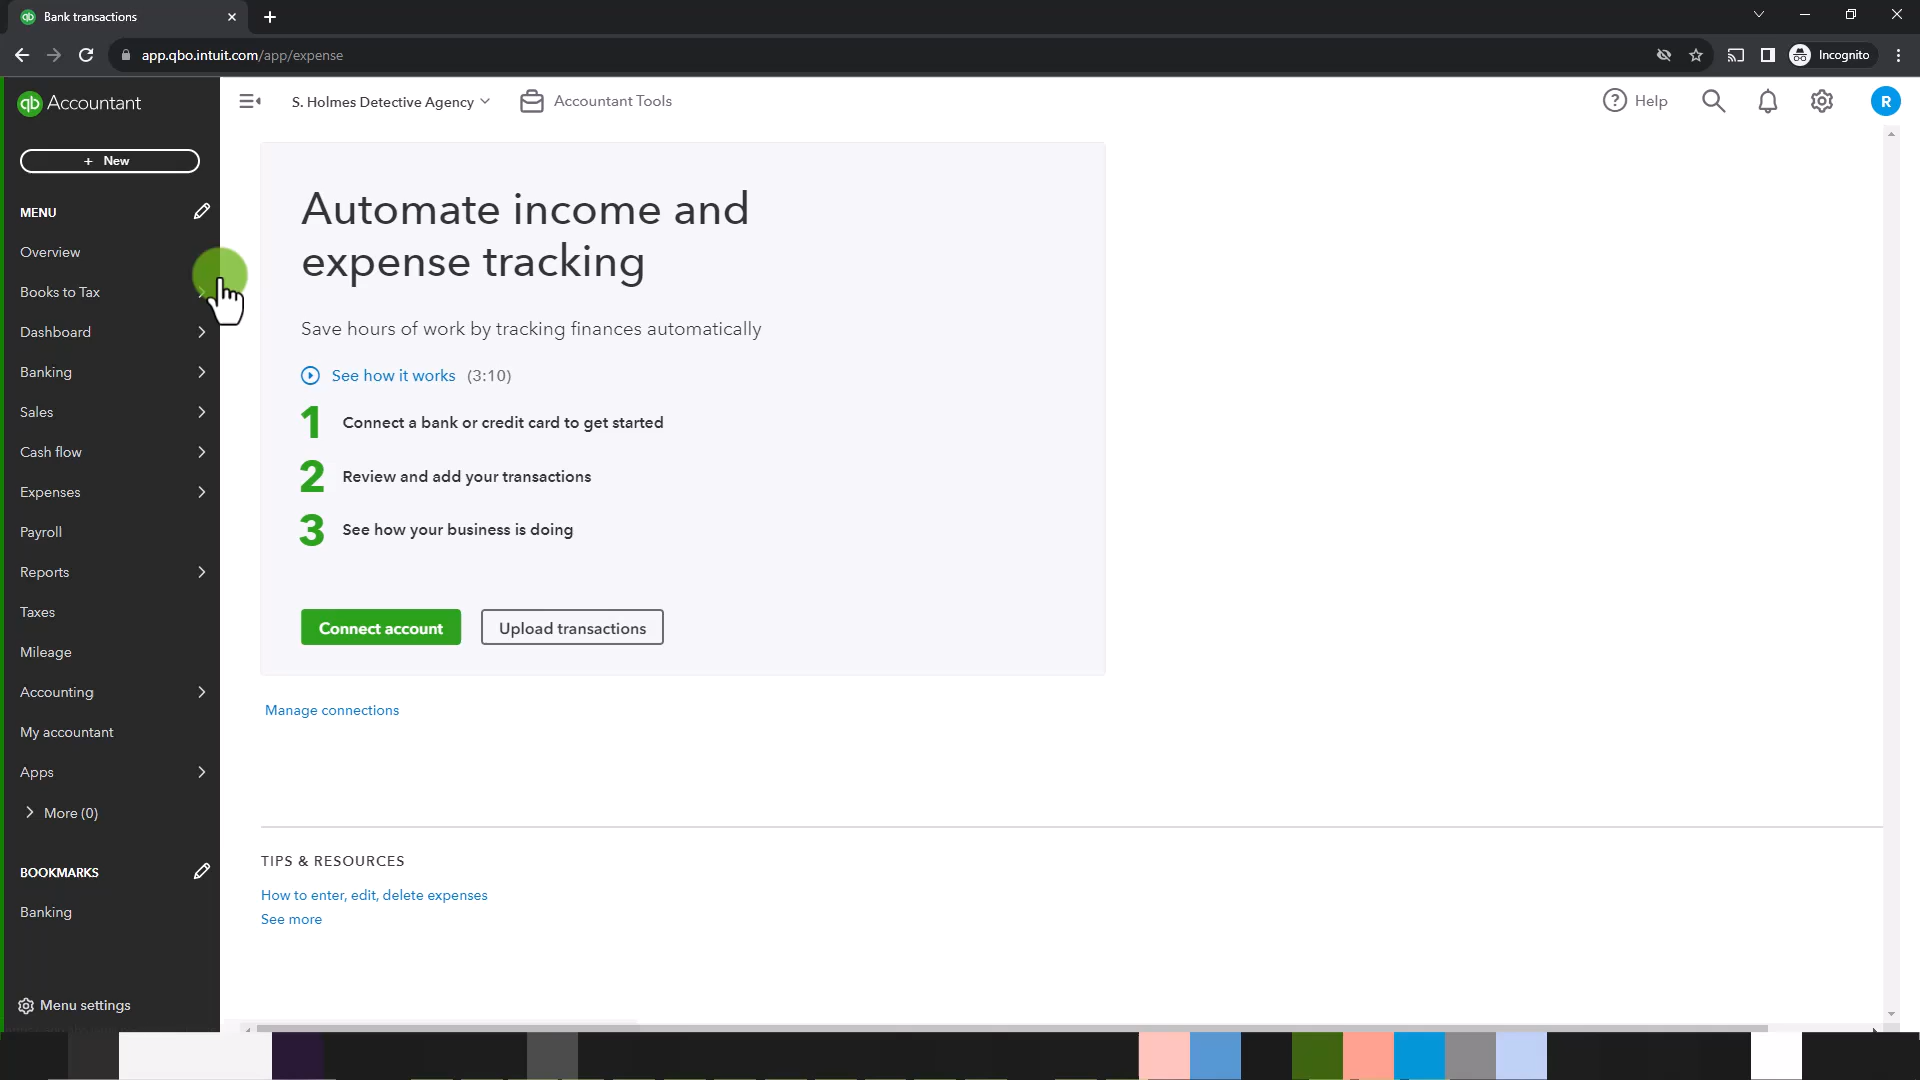 Bank transactions
app.qbo.intuit.com/app/expense
Incognito
qb Accountant
S. Holmes Detective Agency
Accountant Tools
Help
R
+ New
MENU
Overview
Books to Tax
Dashboard
Banking
Sales
Cash flow
Expenses
Payroll
Reports
Taxes
Mileage
Accounting
My accountant
Apps
More (0)
BOOKMARKS
Banking
Menu settings
Automate income and
expense tracking
Save hours of work by tracking finances automatically
See how it works (3:10)
1 Connect a bank or credit card to get started
2 Review and add your transactions
3 See how your business is doing
Connect account
Upload transactions
Manage connections
TIPS & RESOURCES
How to enter, edit, delete expenses
See more